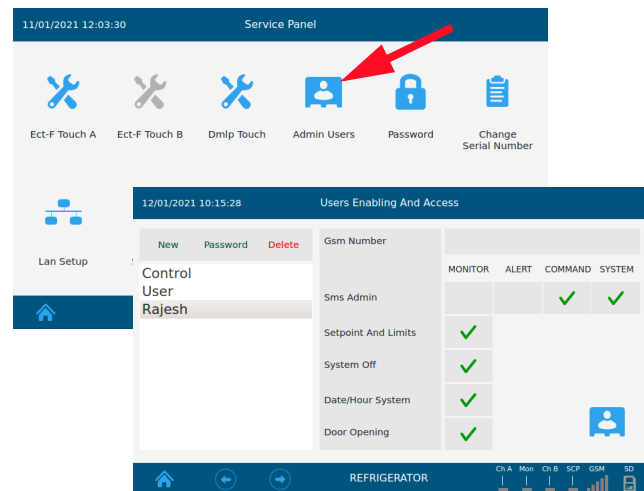 11/01/2021 12:03:30 Service Panel
Ect-F Touch A Ect-F Touch B Dmlp Touch Admin Users Password Change
Serial Number
Lan Setup
12/01/2021 10:15:28 Users Enabling And Access
New Password Delete
Control
User
Rajesh
Gsm Number
MONITOR ALERT COMMAND SYSTEM
Sms Admin
Setpoint And Limits
System Off
Date/Hour System
Door Opening
REFRIGERATOR
Ch A Mon Ch B SCP GSM SD